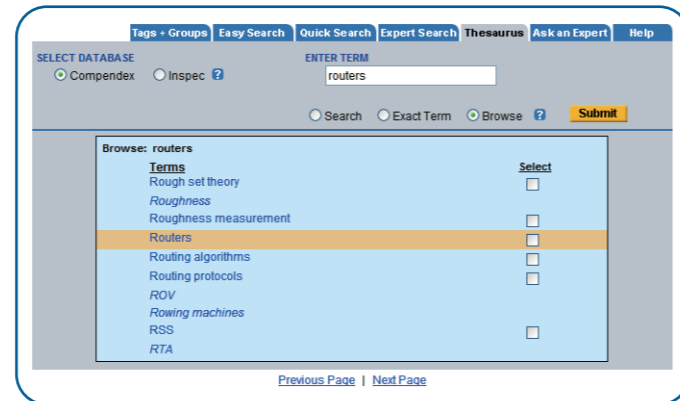 Tags + Groups Easy Search Quick Search Expert Search Thesaurus Ask an Expert Help
SELECT DATABASE ENTER TERM
Compendex Inspec ? routers
Search Exact Term Browse ? Submit
Browse: routers
Terms Select
Rough set theory
Roughness
Roughness measurement
Routers
Routing algorithms
Routing protocols
ROV
Rowing machines
RSS
RTA
Previous Page | Next Page